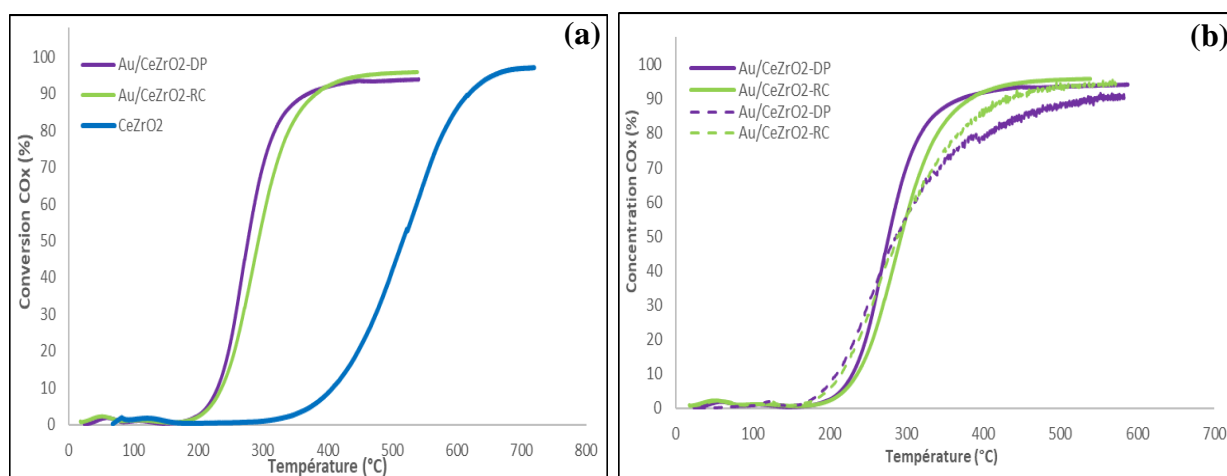 (a)
Au/CeZrO2-DP
Au/CeZrO2-RC
CeZrO2
Conversion COx (%)
100
90
80
70
60
50
40
30
20
10
0
0 100 200 300 400 500 600 700 800
Température (°C)
(b)
Au/CeZrO2-DP
Au/CeZrO2-RC
Au/CeZrO2-DP
Au/CeZrO2-RC
Concentration COx (%)
100
90
80
70
60
50
40
30
20
10
0
0 100 200 300 400 500 600 700
Température (°C)